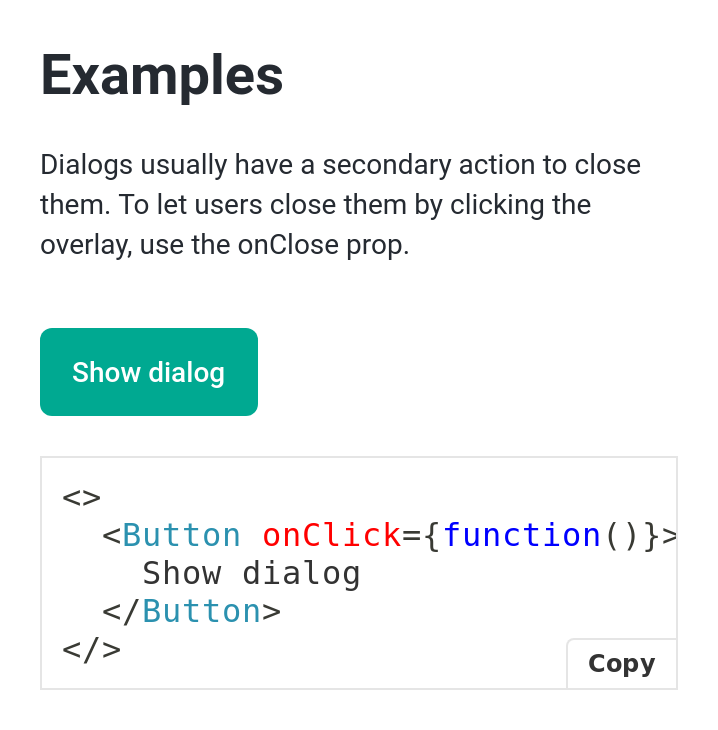 Examples
Dialogs usually have a secondary action to close
them. To let users close them by clicking the
overlay, use the onClose prop.
Show dialog
<>
  <Button onClick={function()}>
    Show dialog
  </Button>
</>
Copy